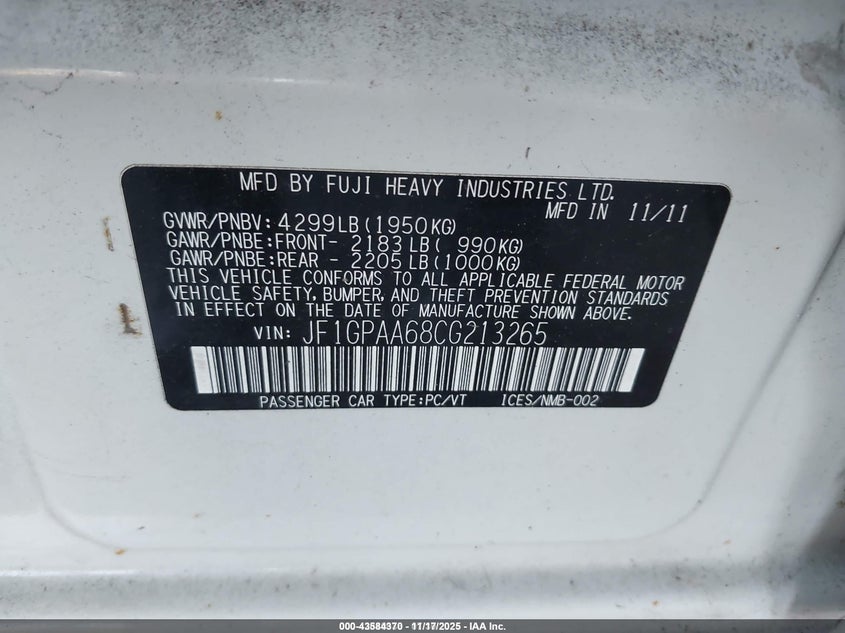 MFD BY FUJI HEAVY INDUSTRIES LTD.
MFD IN 11/11
GVWR/PNBV: 4299LB(1950KG)
GAWR/PNBE:FRONT- 2183LB( 990KG)
GAWR/PNBE:REAR - 2205LB(1000KG)
THIS VEHICLE CONFORMS TO ALL APPLICABLE FEDERAL MOTOR
VEHICLE SAFETY, BUMPER, AND THEFT PREVENTION STANDARDS
IN EFFECT ON THE DATE OF MANUFACTURE SHOWN ABOVE.
VIN: JF1GPAA68CG213265
PASSENGER CAR TYPE:PC/VT ICES/NMB-002
000-43584370 - 11/17/2025 - IAA Inc.